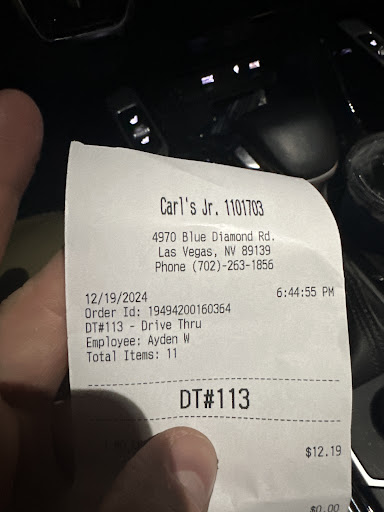 Carl's Jr. 1101703
4970 Blue Diamond Rd.
Las Vegas, NV 89139
Phone (702)-263-1856
12/19/2024 6:44:55 PM
Order Id: 19494200160364
DT#113 - Drive Thru
Employee: Ayden W
Total Items: 11
DT#113
$12.19
$0.00